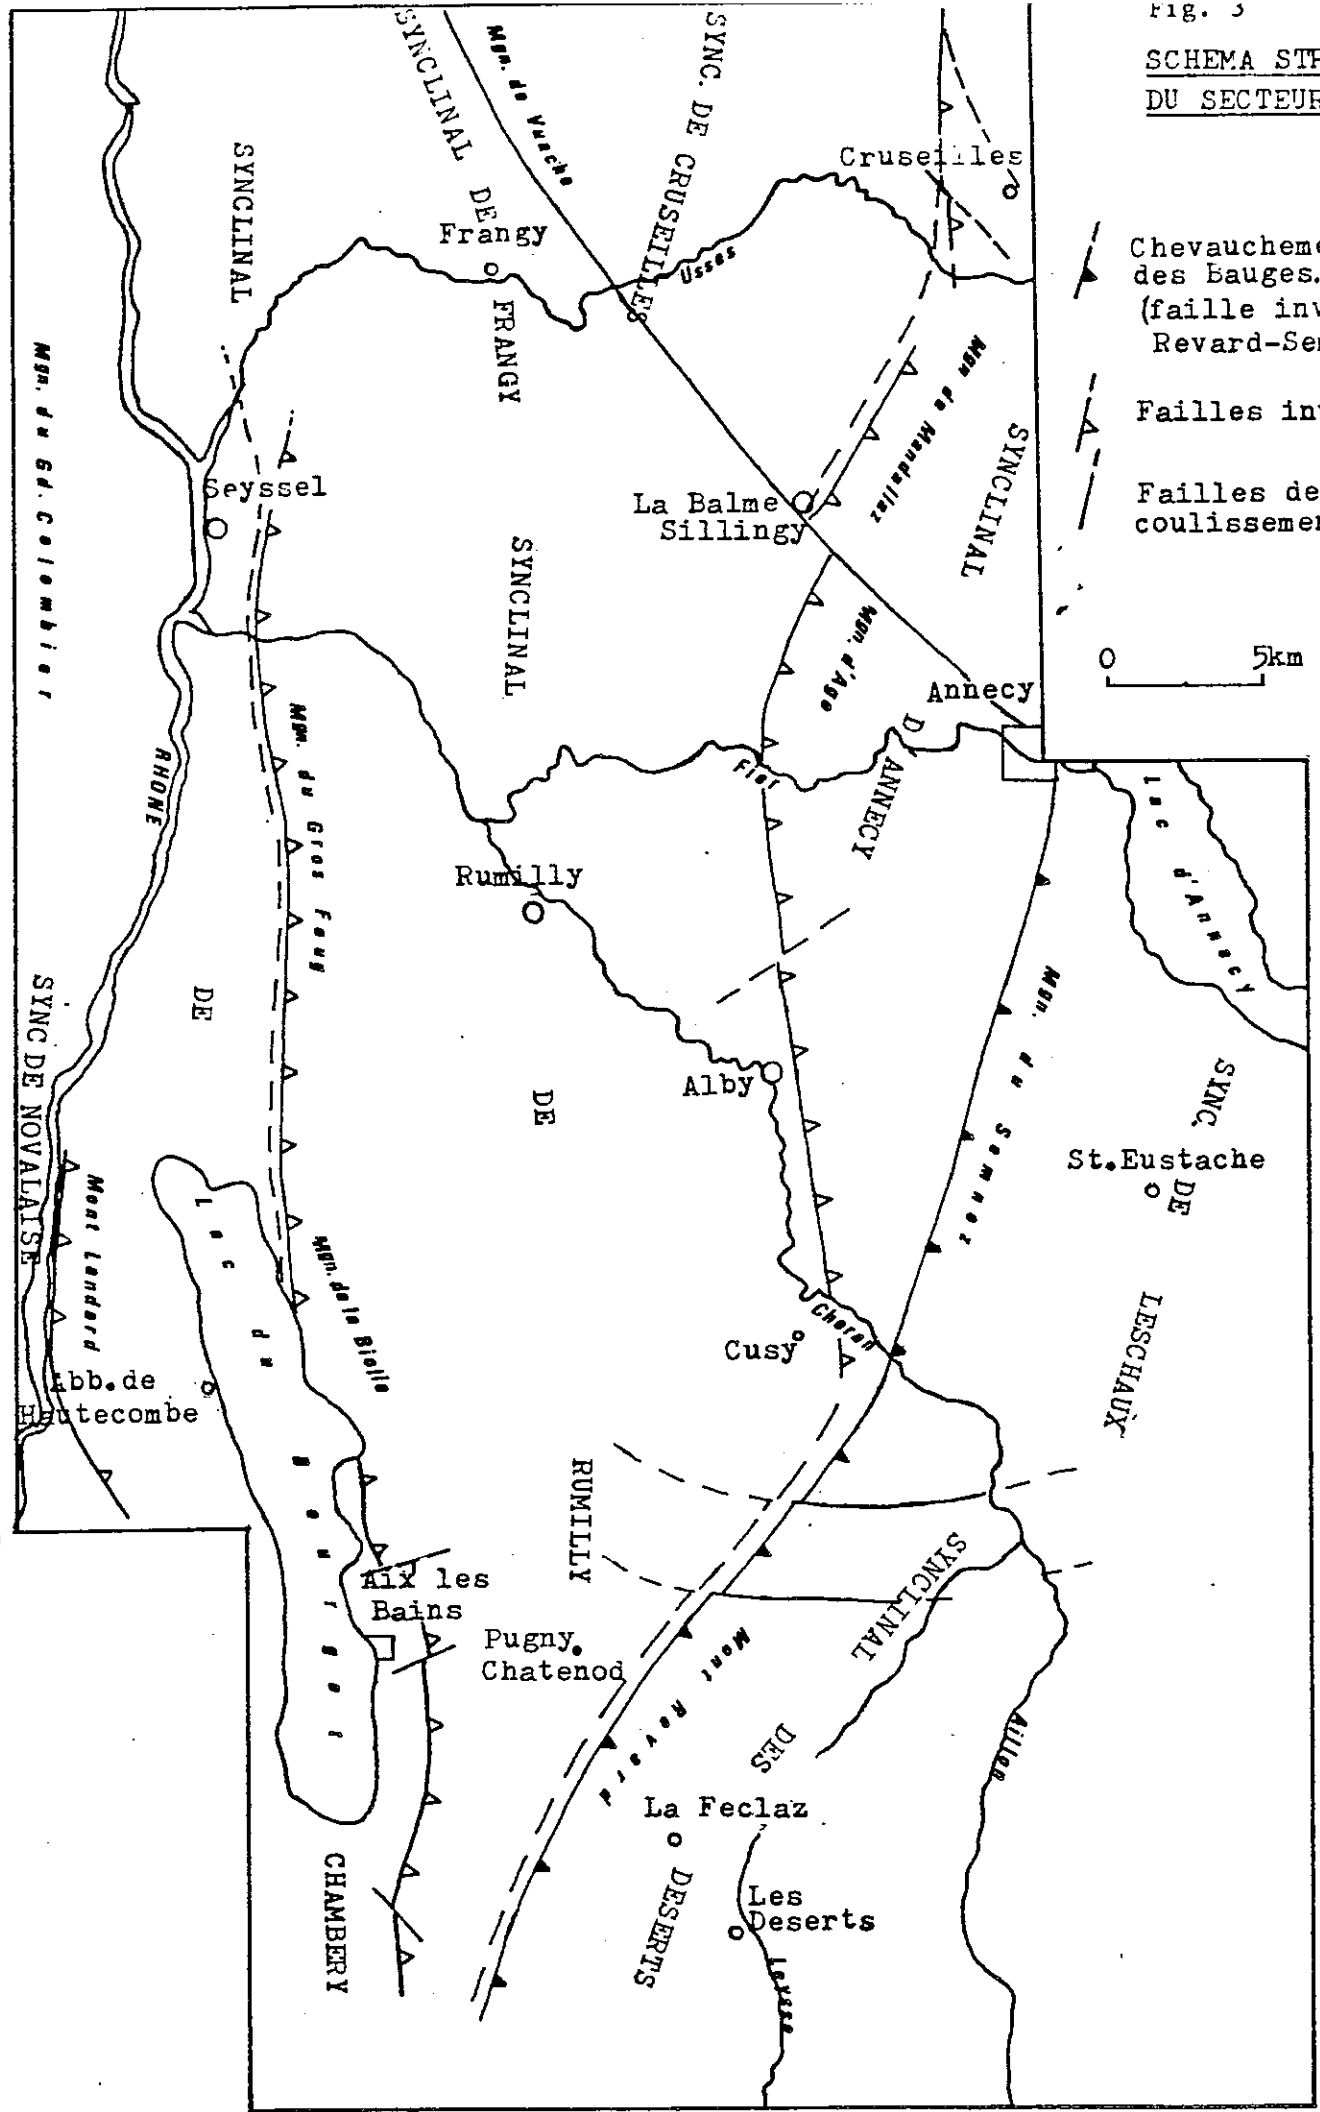 Fig. 3
SCHEMA STR
DU SECTEUR
Chevaucheme
des Bauges.
(faille inv
Revard-Sem
Failles inv
Failles de
coulissemen
0 5km
SYNCLINAL DE FRANGY
Mgn. de Vuache
SYNC. DE CRUSEILLES
Cruseilles
SYNCLINAL DE CHAMBERY
Frangy
Usses
Mgn. du Gd. Colombier
Seyssel
La Balme
Sillingy
Mgn de Mandallaz
SYNCLINAL D'ANNECY
SYNCLINAL DE RUMILLY
Mgn. d'Age
Annecy
Mgn. du Gros Foug
RHONE
Fier
Lac d'Annecy
Rumilly
Mgn. du Semnoz
SYNC DE NOVALAISE
Alby
SYNC. DE LESCHAUX
St.Eustache
Mont Landard
Lac du Bourget
Mgn. de la Biolle
Cheran
Cusy
Abb.de
Hautecombe
SYNCLINAL DES DESERTS
Aix les
Bains
Pugny.
Chatenod
Mont Revard
Aillon
La Feclaz
Les
Deserts
Leysse